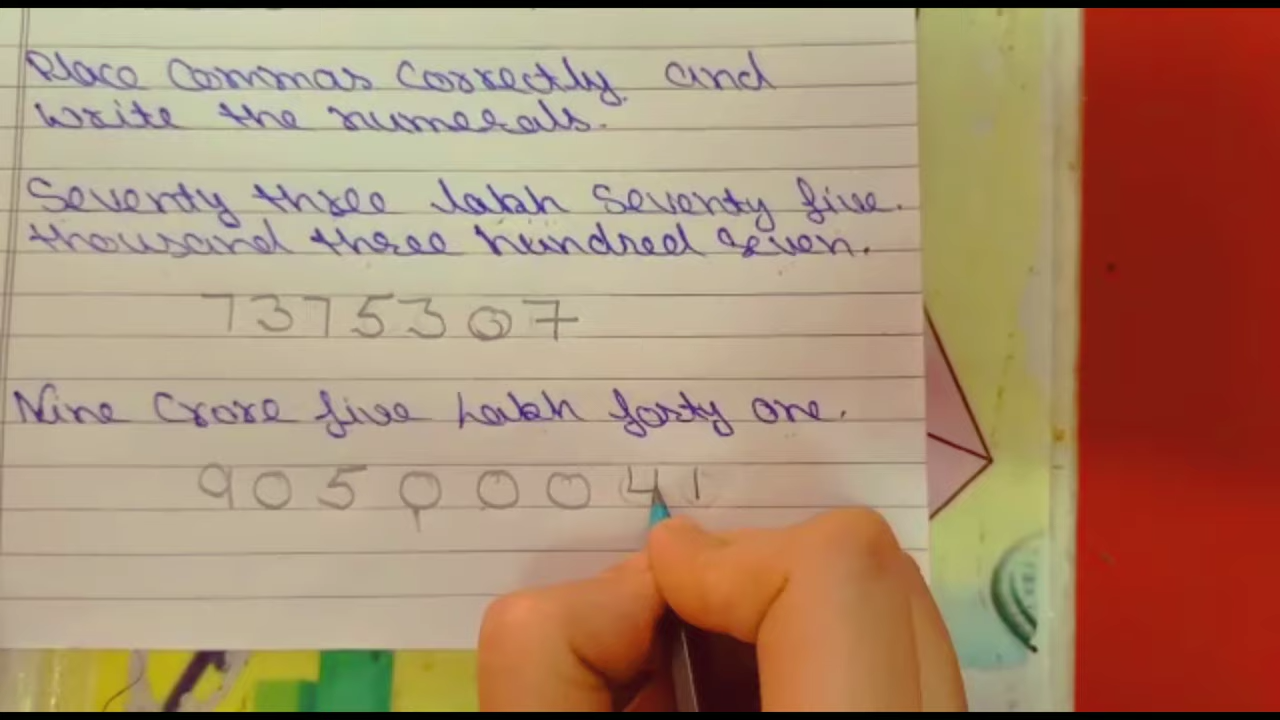 Place Commas Correctly and
write the numerals.
Seventy three lakh Seventy five.
thousand three hundred seven.
7375307
Nine Crore five Lakh forty one.
90500041